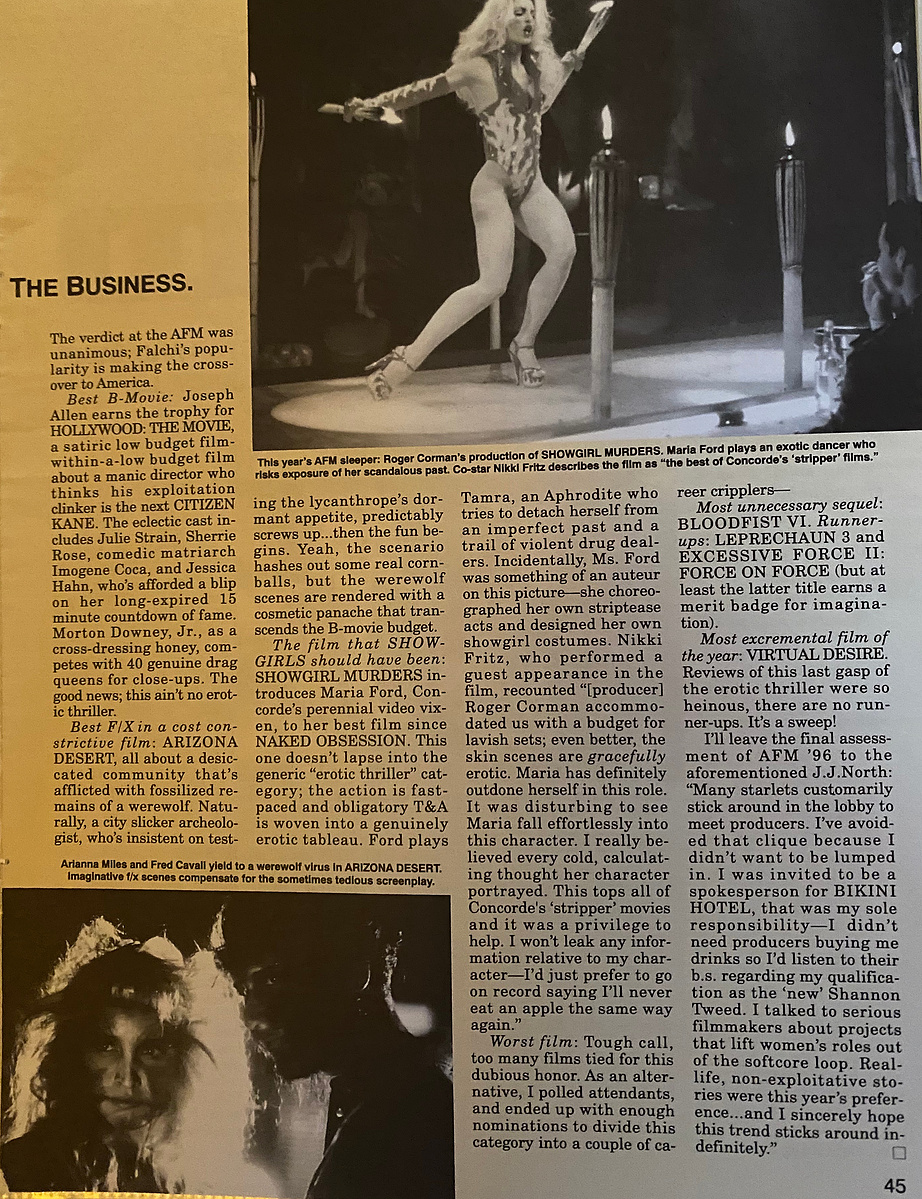 THE BUSINESS.
The verdict at the AFM was
unanimous; Falchi's popu-
larity is making the cross-
over to America.
Best B-Movie: Joseph
Allen earns the trophy for
HOLLYWOOD: THE MOVIE,
a satiric low budget film-
within-a-low budget film
about a manic director who
thinks his exploitation
clinker is the next CITIZEN
KANE. The eclectic cast in-
cludes Julie Strain, Sherrie
Rose, comedic matriarch
Imogene Coca, and Jessica
Hahn, who's afforded a blip
on her long-expired 15
minute countdown of fame.
Morton Downey, Jr., as a
cross-dressing honey, com-
petes with 40 genuine drag
queens for close-ups. The
good news; this ain't no erot-
ic thriller.
Best F/X in a cost con-
strictive film: ARIZONA
DESERT, all about a desic-
cated community that's
afflicted with fossilized re-
mains of a werewolf. Natu-
rally, a city slicker archeolo-
gist, who's insistent on test-
This year's AFM sleeper: Roger Corman's production of SHOWGIRL MURDERS. Maria Ford plays an exotic dancer who
risks exposure of her scandalous past. Co-star Nikki Fritz describes the film as "the best of Concorde's 'stripper' films."
ing the lycanthrope's dor-
mant appetite, predictably
screws up...then the fun be-
gins. Yeah, the scenario
hashes out some real corn-
balls, but the werewolf
scenes are rendered with a
cosmetic panache that tran-
scends the B-movie budget.
The film that SHOW-
GIRLS should have been:
SHOWGIRL MURDERS in-
troduces Maria Ford, Con-
corde's perennial video vix-
en, to her best film since
NAKED OBSESSION. This
one doesn't lapse into the
generic "erotic thriller" cat-
egory; the action is fast-
paced and obligatory T&A
is woven into a genuinely
erotic tableau. Ford plays
Tamra, an Aphrodite who
tries to detach herself from
an imperfect past and a
trail of violent drug deal-
ers. Incidentally, Ms. Ford
was something of an auteur
on this picture—she choreo-
graphed her own striptease
acts and designed her own
showgirl costumes. Nikki
Fritz, who performed a
guest appearance in the
film, recounted "[producer]
Roger Corman accommo-
dated us with a budget for
lavish sets; even better, the
skin scenes are gracefully
erotic. Maria has definitely
outdone herself in this role.
It was disturbing to see
Maria fall effortlessly into
this character. I really be-
lieved every cold, calculat-
ing thought her character
portrayed. This tops all of
Concorde's 'stripper' movies
and it was a privilege to
help. I won't leak any infor-
mation relative to my char-
acter—I'd just prefer to go
on record saying I'll never
eat an apple the same way
again."
Worst film: Tough call,
too many films tied for this
dubious honor. As an alter-
native, I polled attendants,
and ended up with enough
nominations to divide this
category into a couple of ca-
reer cripplers—
Most unnecessary sequel:
BLOODFIST VI. Runner-
ups: LEPRECHAUN 3 and
EXCESSIVE FORCE II:
FORCE ON FORCE (but at
least the latter title earns a
merit badge for imagina-
tion).
Most excremental film of
the year: VIRTUAL DESIRE.
Reviews of this last gasp of
the erotic thriller were so
heinous, there are no run-
ner-ups. It's a sweep!
I'll leave the final assess-
ment of AFM '96 to the
aforementioned J.J.North:
"Many starlets customarily
stick around in the lobby to
meet producers. I've avoid-
ed that clique because I
didn't want to be lumped
in. I was invited to be a
spokesperson for BIKINI
HOTEL, that was my sole
responsibility—I didn't
need producers buying me
drinks so I'd listen to their
b.s. regarding my qualifica-
tion as the 'new' Shannon
Tweed. I talked to serious
filmmakers about projects
that lift women's roles out
of the softcore loop. Real-
life, non-exploitative sto-
ries were this year's prefer-
ence...and I sincerely hope
this trend sticks around in-
definitely."
Arianna Miles and Fred Cavall yield to a werewolf virus in ARIZONA DESERT.
Imaginative f/x scenes compensate for the sometimes tedious screenplay.
45